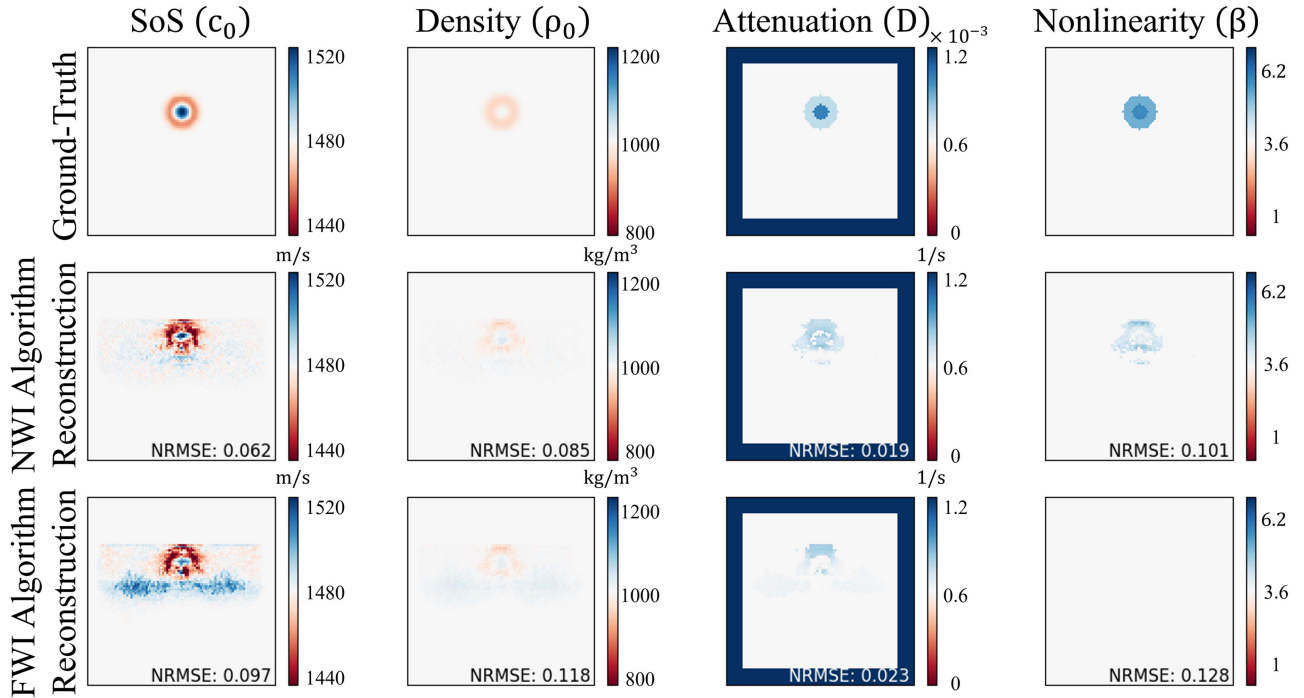 SoS (c₀)
Density (ρ₀)
Attenuation (D)
Nonlinearity (β)
× 10⁻³
Ground-Truth
1520
1480
1440
1200
1000
800
1.2
0.6
0
6.2
3.6
1
m/s
kg/m³
1/s
NWI Algorithm
Reconstruction
NRMSE: 0.062
1520
1480
1440
NRMSE: 0.085
1200
1000
800
NRMSE: 0.019
1.2
0.6
0
NRMSE: 0.101
6.2
3.6
1
m/s
kg/m³
1/s
FWI Algorithm
Reconstruction
NRMSE: 0.097
1520
1480
1440
NRMSE: 0.118
1200
1000
800
NRMSE: 0.023
1.2
0.6
0
NRMSE: 0.128
6.2
3.6
1